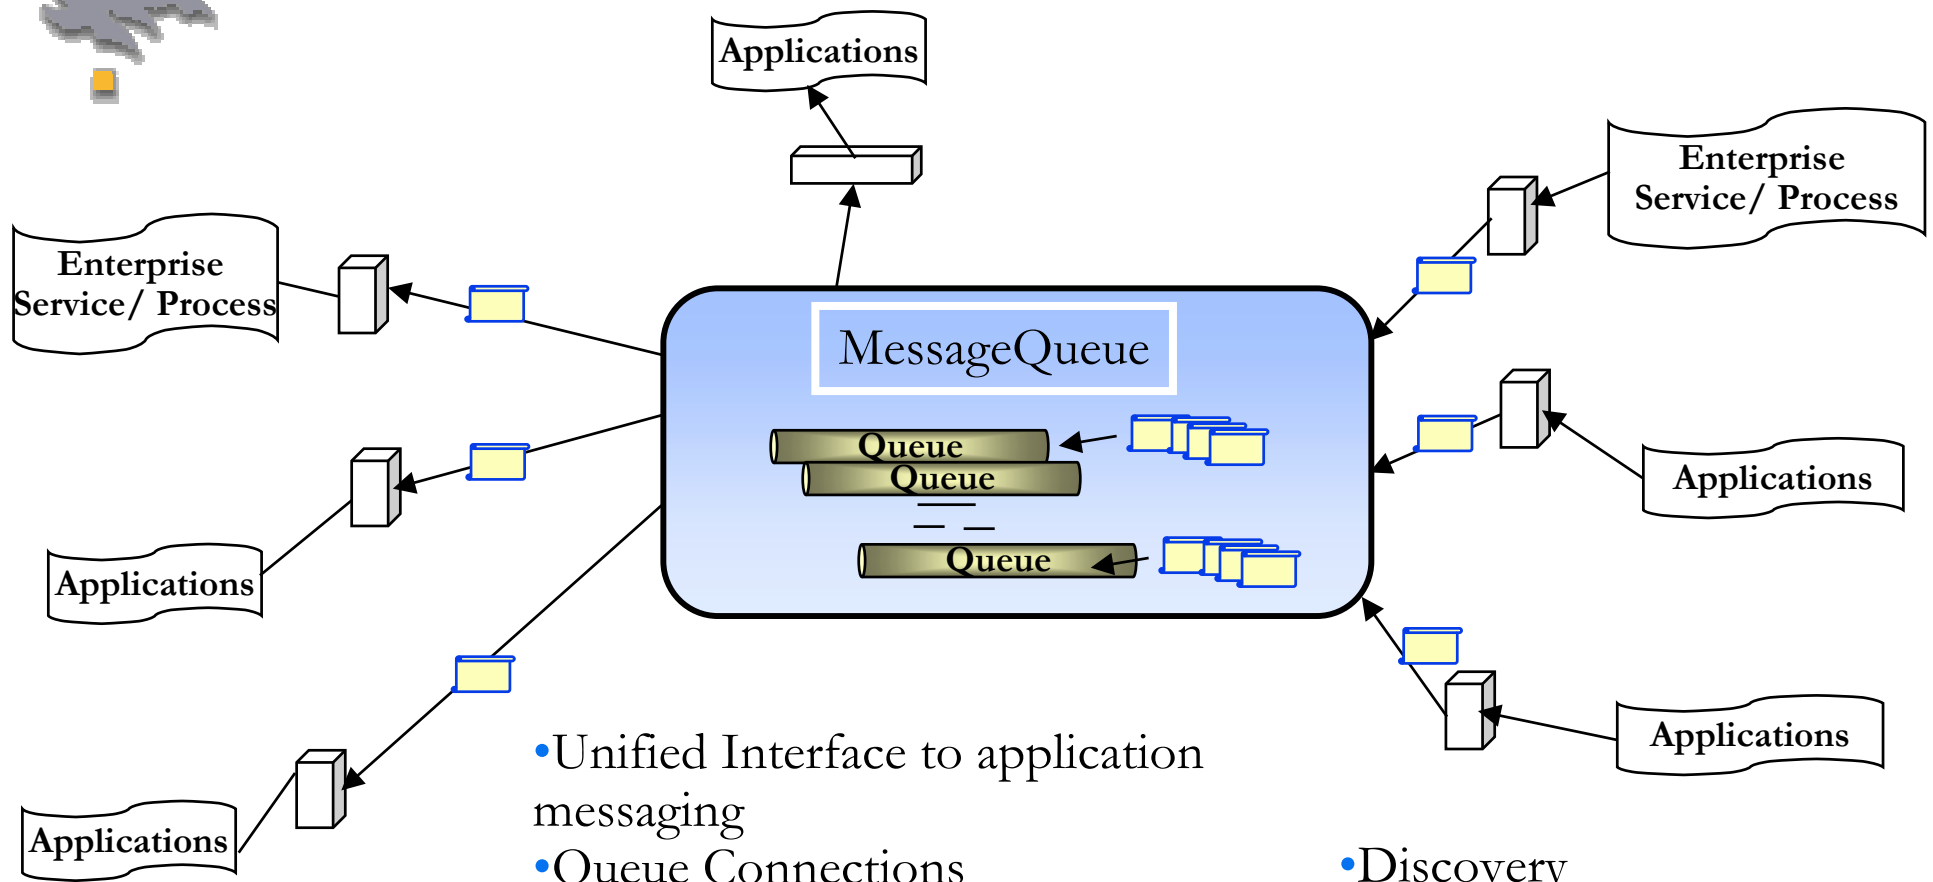 Applications
Enterprise
Service/ Process
Enterprise
Service/ Process
MessageQueue
Queue
Queue
Queue
Applications
Applications
Applications
Applications
•Unified Interface to application
messaging
•Queue Connections
•Discovery
Applications